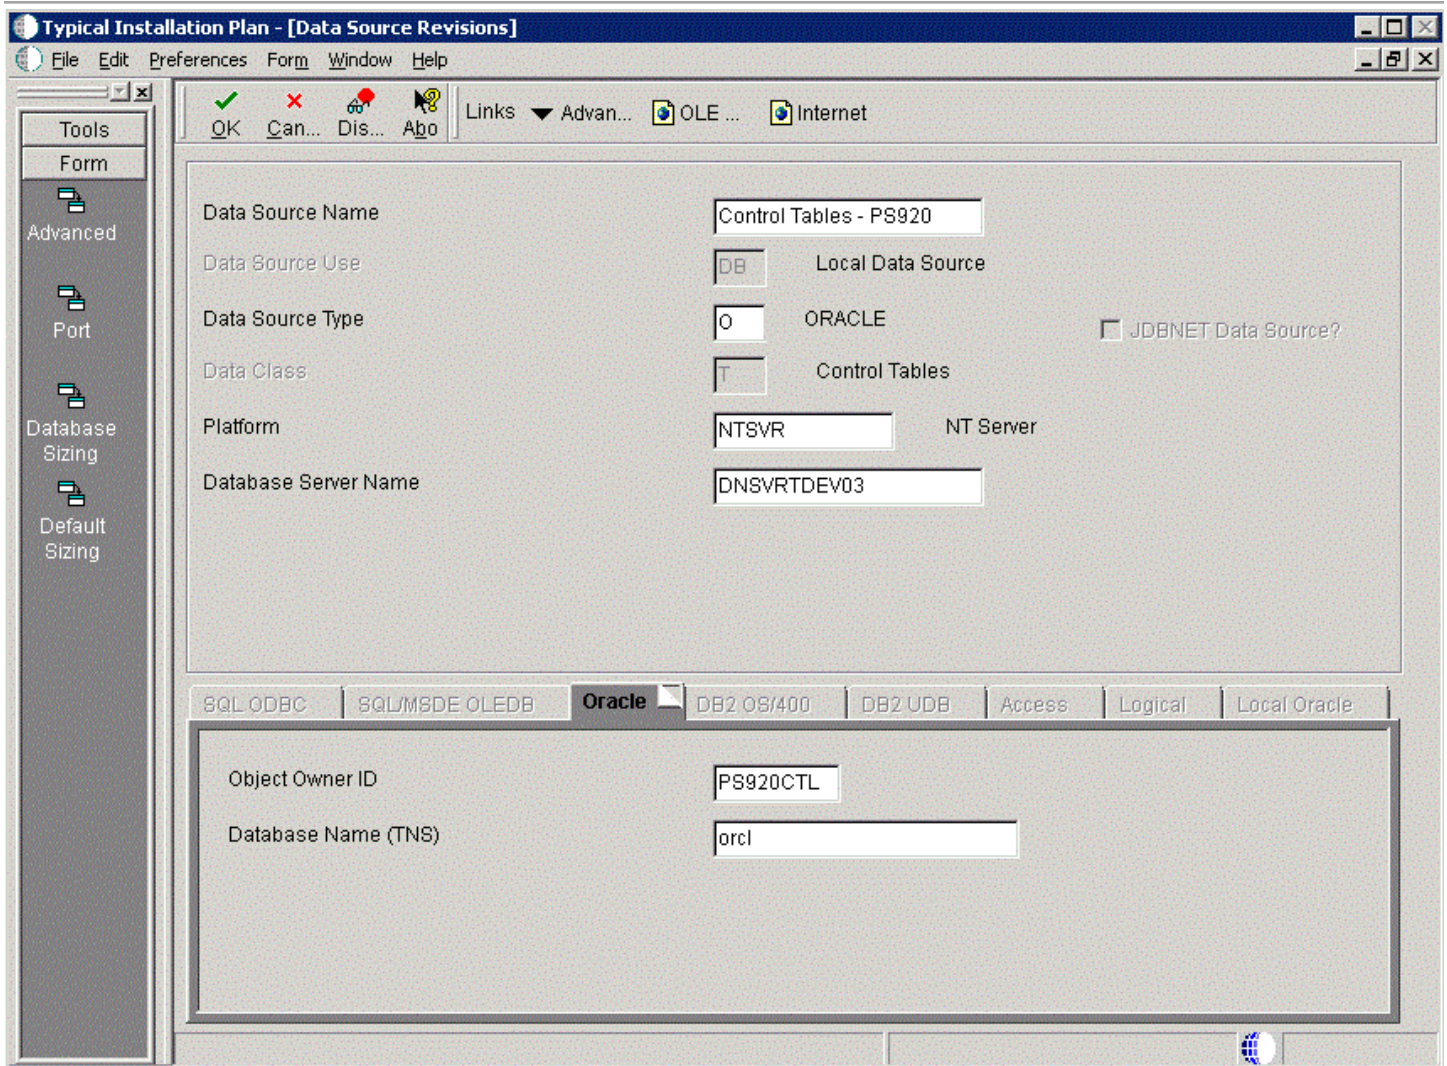 Typical Installation Plan - [Data Source Revisions]
File Edit Preferences Form Window Help
Tools
Form
Advanced
Port
Database
Sizing
Default
Sizing
OK Can... Dis... Abo Links Advan... OLE ... Internet
Data Source Name Control Tables - PS920
Data Source Use DB Local Data Source
Data Source Type O ORACLE JDBNET Data Source?
Data Class T Control Tables
Platform NTSVR NT Server
Database Server Name DNSVRTDEV03
SQL ODBC SQL/MSDE OLEDB Oracle DB2 OS/400 DB2 UDB Access Logical Local Oracle
Object Owner ID PS920CTL
Database Name (TNS) orcl